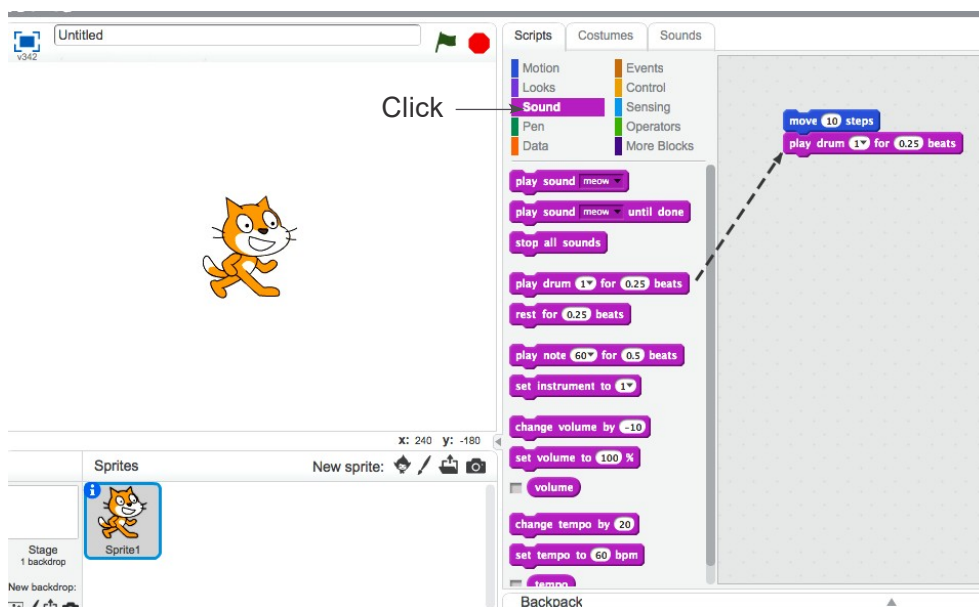 Untitled
v342
Click
Scripts Costumes Sounds
Motion Events
Looks Control
Sound Sensing
Pen Operators
Data More Blocks
play sound meow
play sound meow until done
stop all sounds
play drum 1 for 0.25 beats
rest for 0.25 beats
play note 60 for 0.5 beats
set instrument to 1
change volume by -10
set volume to 100 %
volume
change tempo by 20
set tempo to 60 bpm
tempo
move 10 steps
play drum 1 for 0.25 beats
X: 240 y: -180
Sprites New sprite:
Sprite1
Stage
1 backdrop
New backdrop:
Backpack